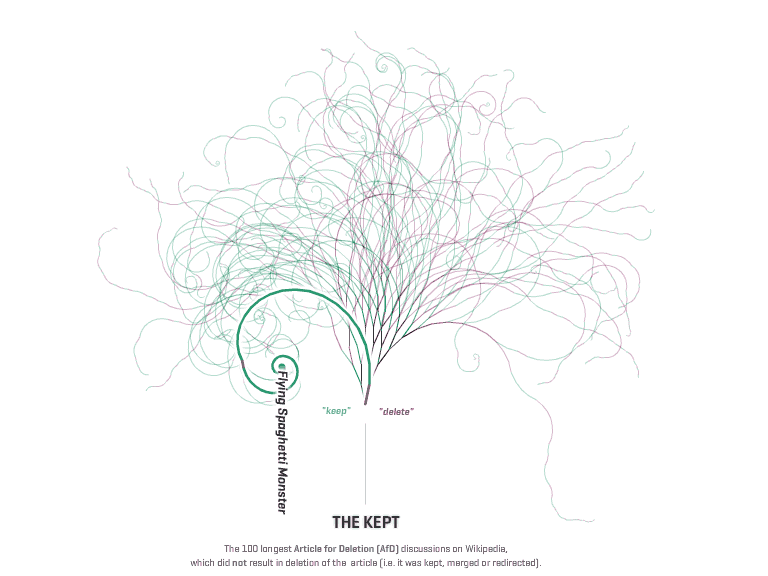 "keep"
"delete"
Flying Spaghetti Monster
THE KEPT
The 100 longest Article for Deletion (AfD) discussions on Wikipedia,
which did not result in deletion of the article (i.e. it was kept, merged or redirected).